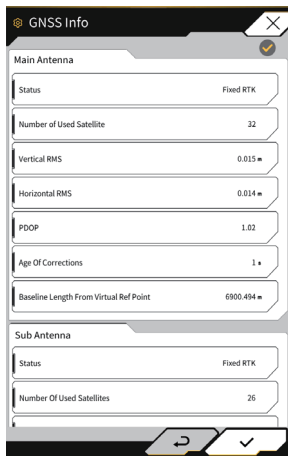 GNSS Info
Main Antenna
Status Fixed RTK
Number of Used Satellite 32
Vertical RMS 0.015 m
Horizontal RMS 0.014 m
PDOP 1.02
Age Of Corrections 1 s
Baseline Length From Virtual Ref Point 6900.494 m
Sub Antenna
Status Fixed RTK
Number Of Used Satellites 26